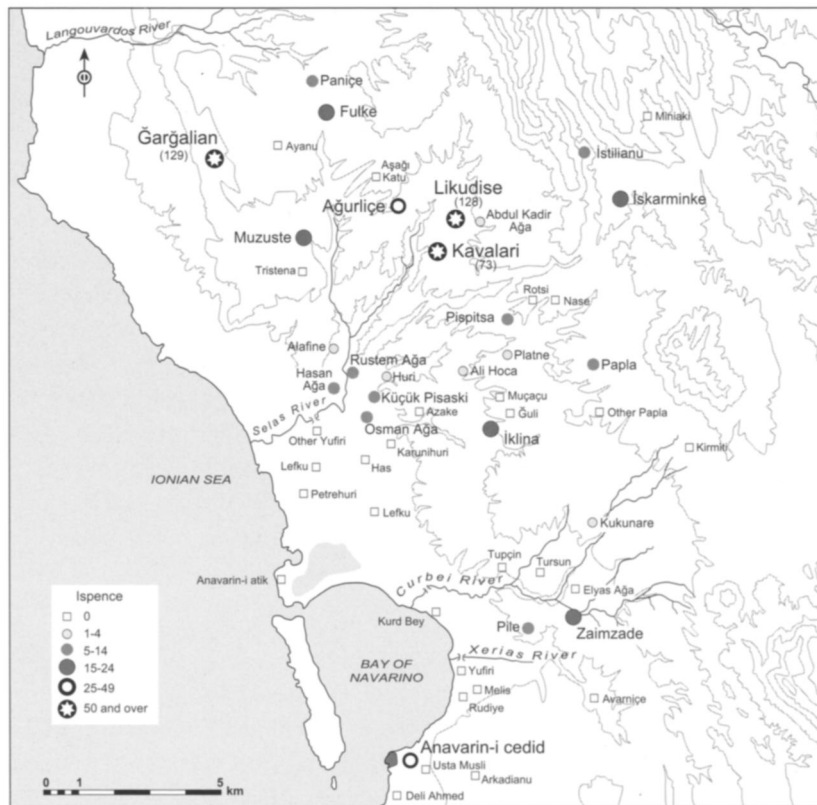 Langouvardos River
Paniçe
Fulke
Miniaki
Ğarğalian
(129)
Ayanu
İstilianu
Aşağı
Katu
Likudise
(128)
İskarminke
Ağurliçe
Abdul Kadir
Ağa
Muzuste
Kavalari
(73)
Tristena
Rotsi
Nase
Pispitsa
Alafine
Rustem Ağa
Platne
Hasan
Ağa
Huri
Ali Hoca
Papla
Küçük Pisaski
Muçaçu
Selas River
Azake
Ğuli
Other Papla
Osman Ağa
Other Yufiri
İklina
Karunihuri
Kirmiti
Lefku
Has
IONIAN SEA
Petrehuri
Lefku
Kukunare
Tupçin
Tursun
Anavarin-i atik
Curbei River
Elyas Ağa
Ispence
0
1-4
5-14
15-24
25-49
50 and over
Kurd Bey
Pile
Zaimzade
BAY OF
NAVARINO
Xerias River
Yufiri
Melis
Rudiye
Avarniçe
Anavarin-i cedid
Usta Musli
Arkadianu
Deli Ahmed
0 1 5
km